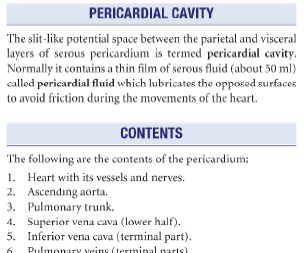 PERICARDIAL CAVITY
The slit-like potential space between the parietal and visceral
layers of serous pericardium is termed pericardial cavity.
Normally it contains a thin film of serous fluid (about 50 ml)
called pericardial fluid which lubricates the opposed surfaces
to avoid friction during the movements of the heart.
CONTENTS
The following are the contents of the pericardium:
1. Heart with its vessels and nerves.
2. Ascending aorta.
3. Pulmonary trunk.
4. Superior vena cava (lower half).
5. Inferior vena cava (terminal part).
6. Pulmonary veins (terminal parts)